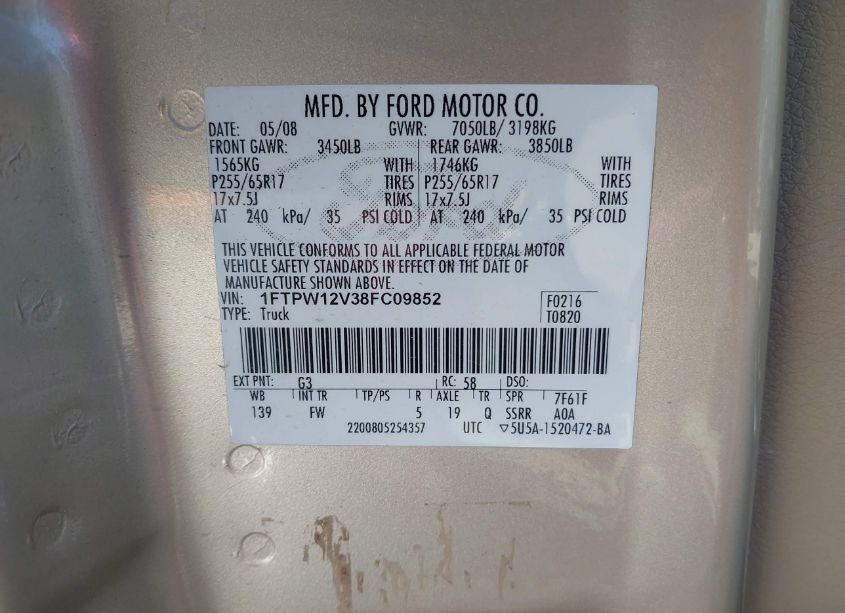 MFD. BY FORD MOTOR CO.
DATE: 05/08 GVWR: 7050LB/ 3198KG
FRONT GAWR: 3450LB REAR GAWR: 3850LB
1565KG WITH 1746KG WITH
P255/65R17 TIRES P255/65R17 TIRES
17x7.5J RIMS 17x7.5J RIMS
AT 240 kPa/ 35 PSI COLD AT 240 kPa/ 35 PSI COLD
Ford
THIS VEHICLE CONFORMS TO ALL APPLICABLE FEDERAL MOTOR
VEHICLE SAFETY STANDARDS IN EFFECT ON THE DATE OF
MANUFACTURE SHOWN ABOVE.
VIN: 1FTPW12V38FC09852 F0216
TYPE: Truck T0820
EXT PNT: G3 RC: 58 DSO:
WB INT TR TP/PS R AXLE TR SPR 7F61F
139 FW 5 19 Q SSRR A0A
2200805254357 UTC ▽5U5A-1520472-BA